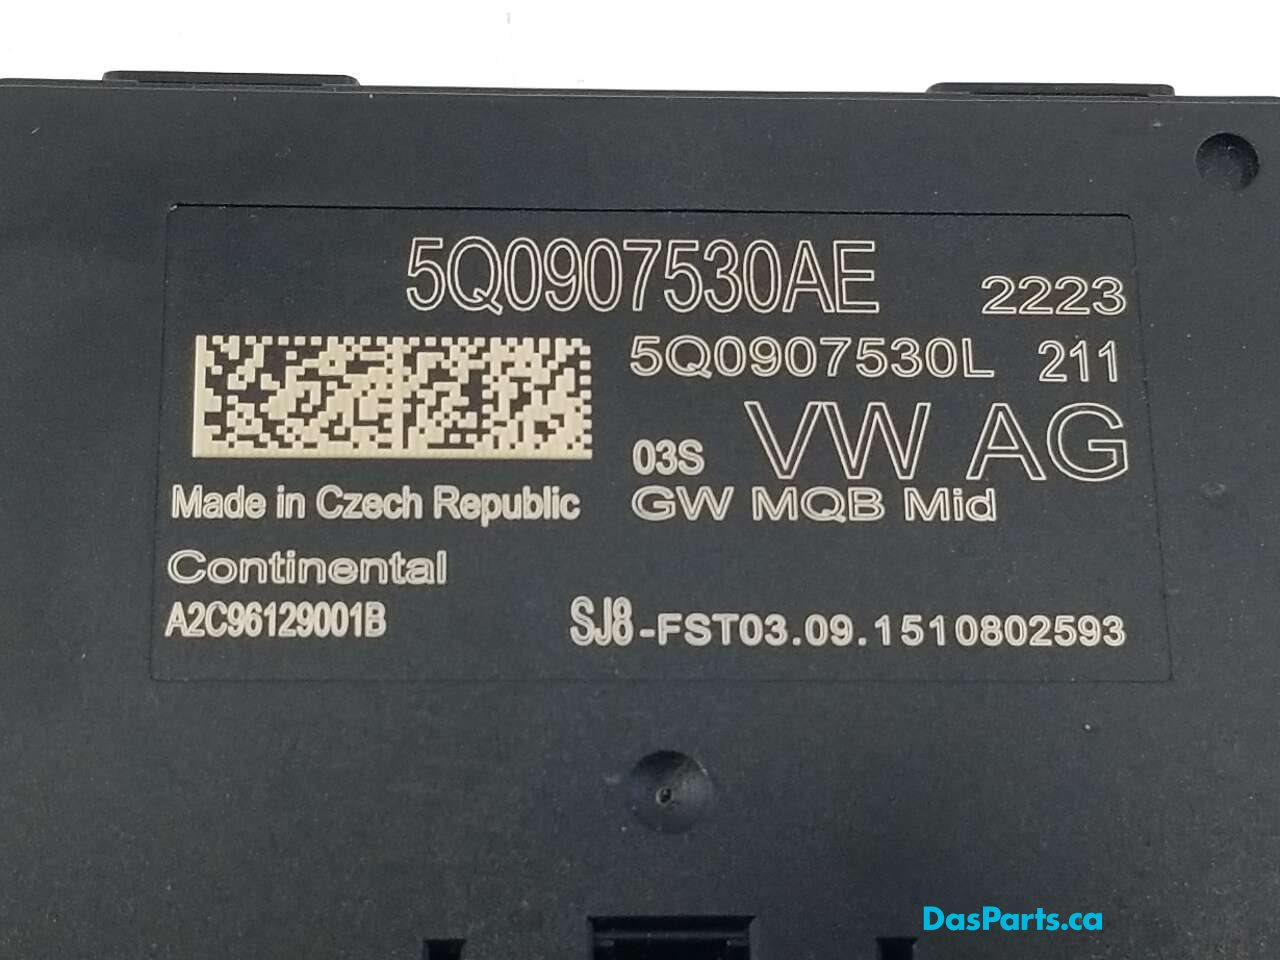 5Q0907530AE 2223
5Q0907530L 211
03S VW AG
Made in Czech Republic GW MQB Mid
Continental
A2C96129001B SJ8-FST03.09.1510802593
DasParts.ca